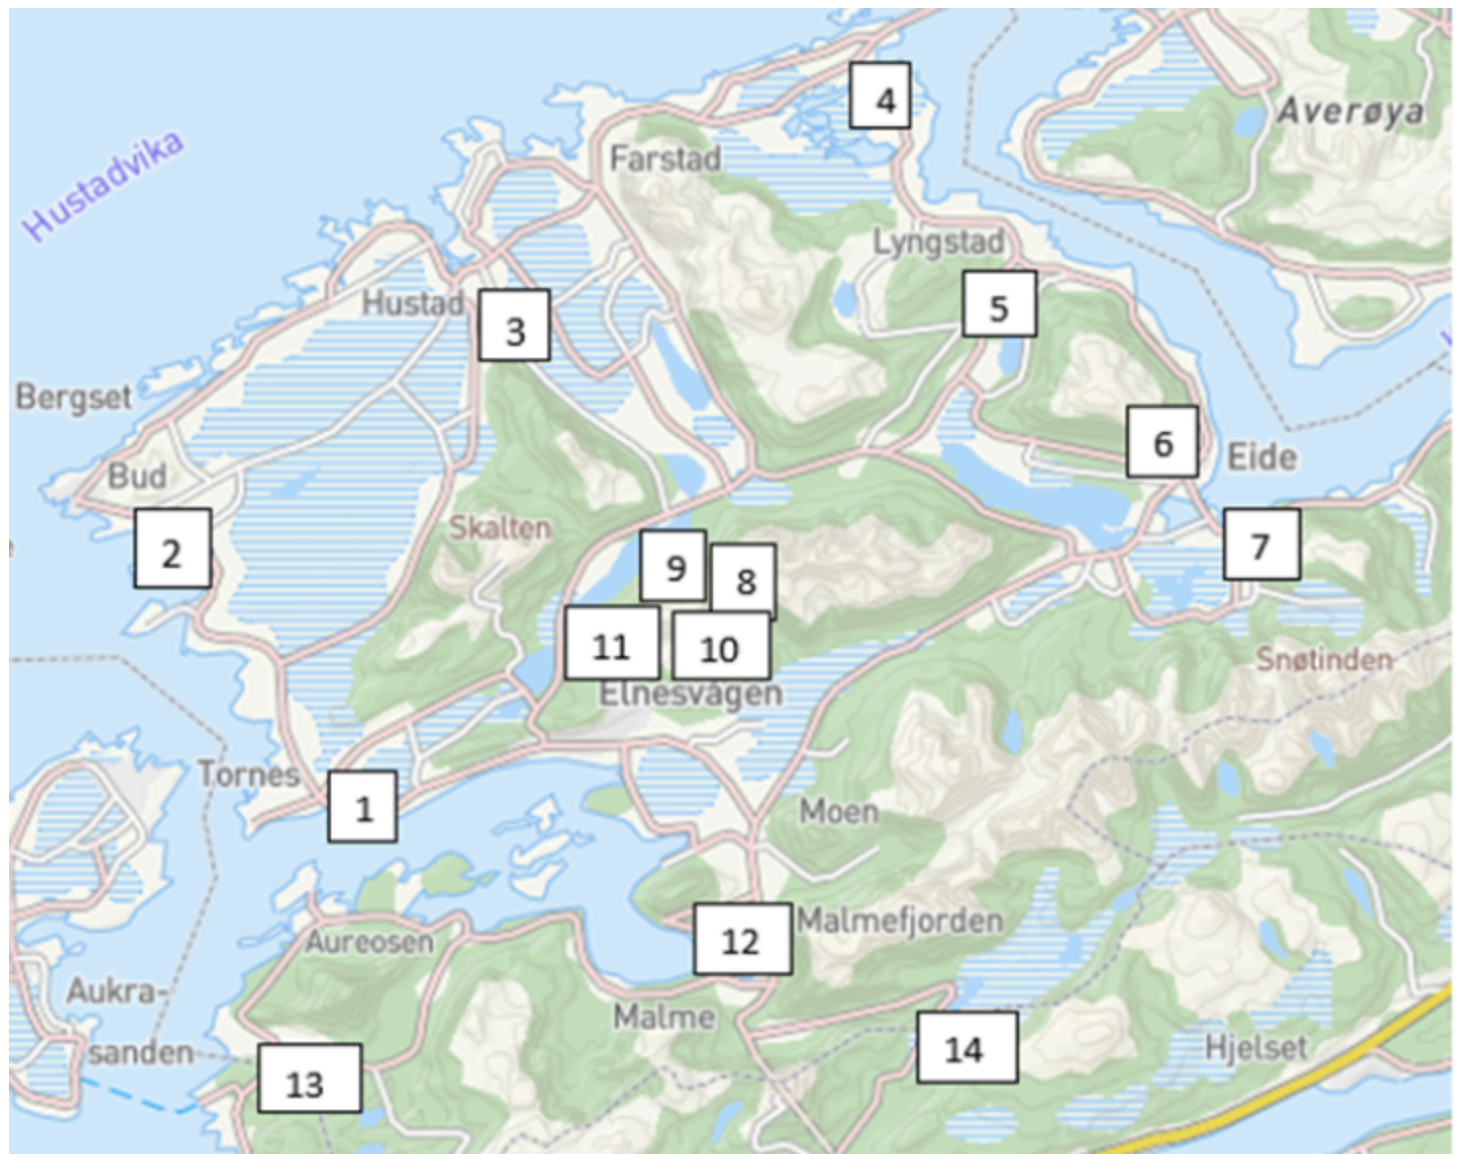 4
Averøya
Hustadvika
Farstad
Lyngstad
Hustad
3
5
Bergset
6
Eide
Bud
2
Skalten
7
9
8
11
10
Elnesvågen
Snøtinden
Tornes
1
Moen
12
Malmefjorden
Aureosen
Aukra-
sanden
Malme
14
Hjelset
13